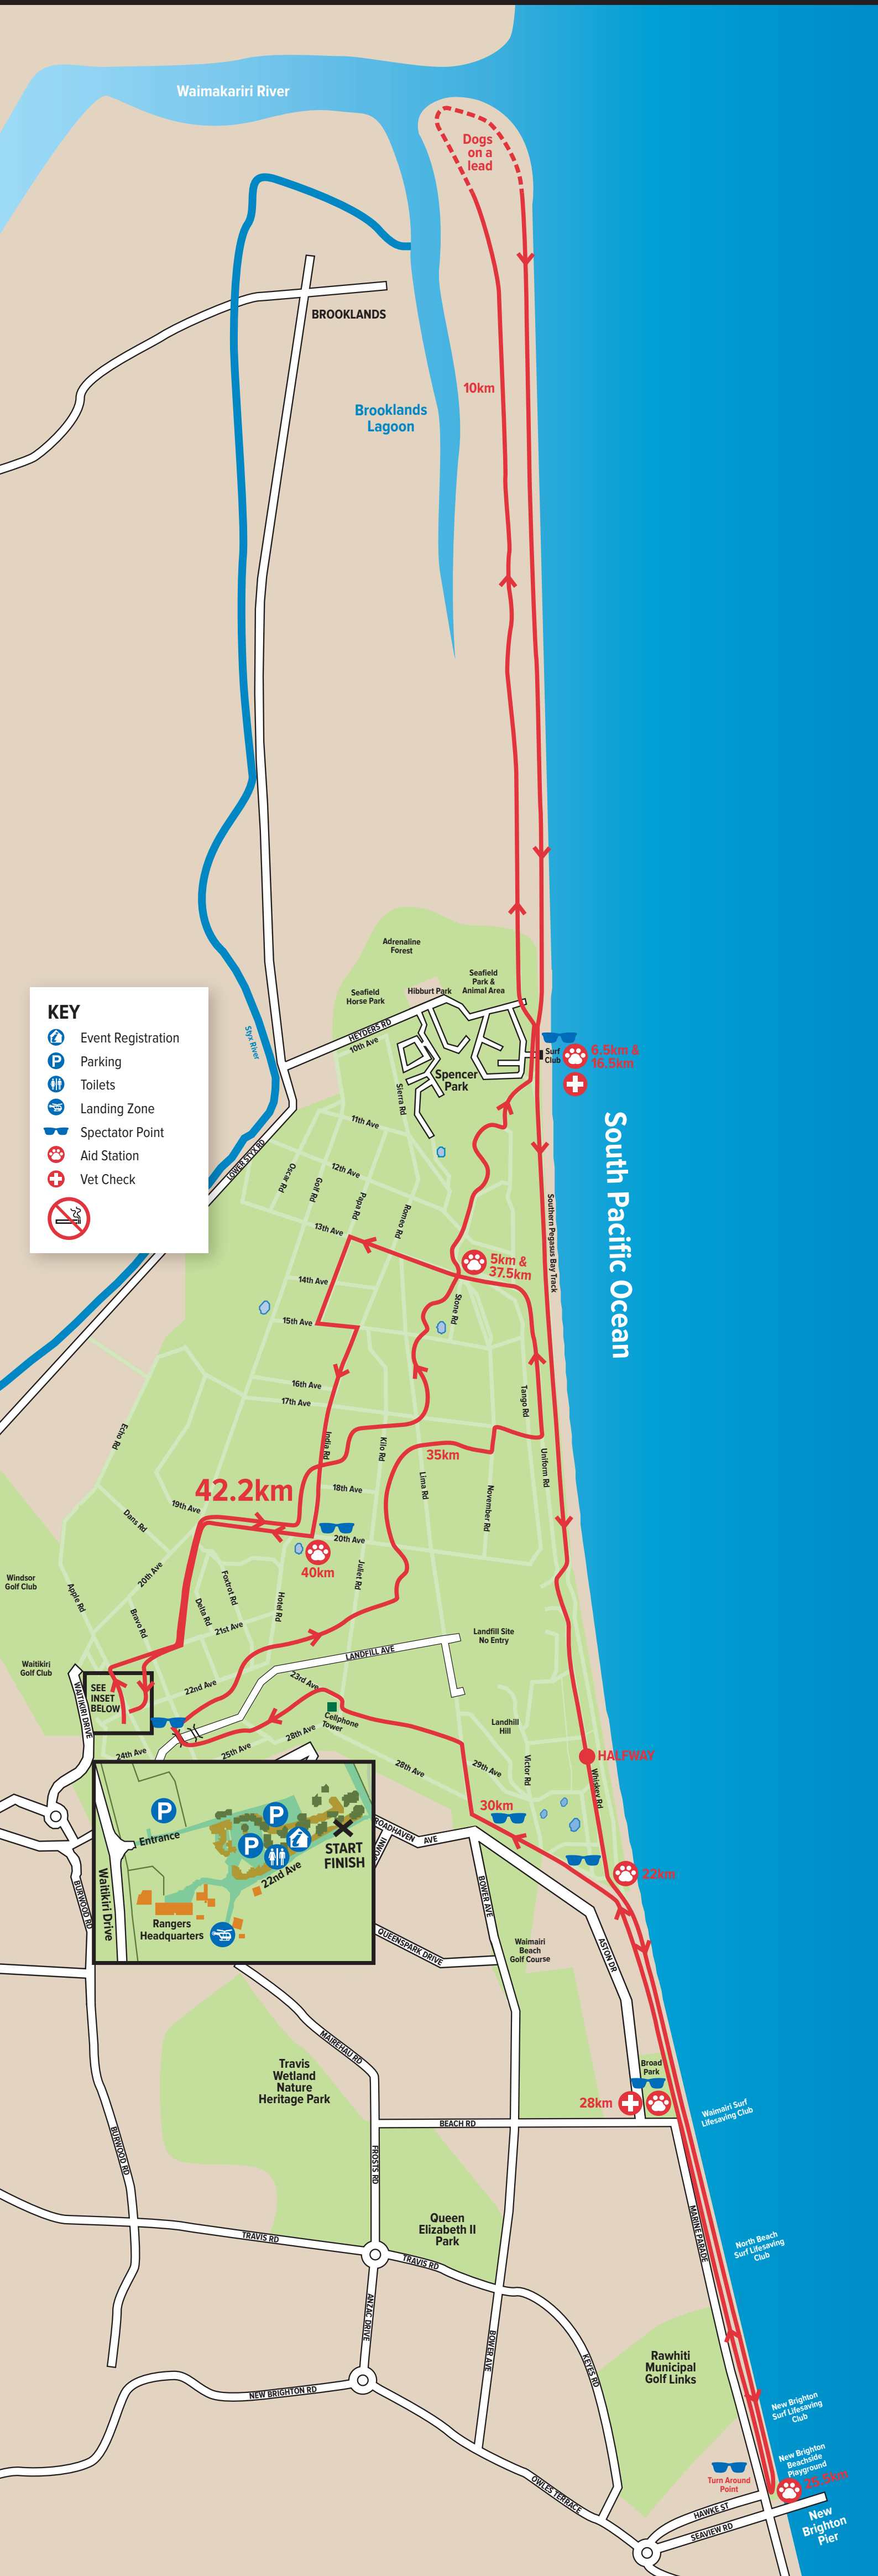 Waimakariri River
Dogs
on a
lead
BROOKLANDS
10km
Brooklands
Lagoon
Adrenaline
Forest
Seafield
Park &
Animal Area
Seafield
Horse Park
Hibburt Park
HEYDERS RD
10th Ave
Spencer
Park
Surf
Club
6.5km &
16.5km
KEY
Event Registration
P Parking
Toilets
Landing Zone
Spectator Point
Aid Station
Vet Check
Styx River
LOWER STYX RD
Sierra Rd
11th Ave
12th Ave
Oscar Rd
Golf Rd
Papa Rd
Romeo Rd
13th Ave
South Pacific Ocean
Southern Pegasus Bay Track
5km &
37.5km
14th Ave
15th Ave
Stone Rd
16th Ave
17th Ave
Tango Rd
Echo Rd
India Rd
Kilo Rd
35km
Lima Rd
November Rd
Uniform Rd
42.2km
18th Ave
19th Ave
Dans Rd
20th Ave
40km
Windsor
Golf Club
20th Ave
Apple Rd
Bravo Rd
Delta Rd
Foxtrot Rd
Hotel Rd
Juliet Rd
21st Ave
Landfill Site
No Entry
LANDFILL AVE
Waitikiri
Golf Club
WAITIKIRI DRIVE
SEE
INSET
BELOW
22nd Ave
23rd Ave
Cellphone
Tower
24th Ave
25th Ave
28th Ave
28th Ave
29th Ave
Landhill
Hill
Victor Rd
HALFWAY
Whiskey Rd
30km
22km
P
P
P
Entrance
START
FINISH
22nd Ave
Waitikiri Drive
Rangers
Headquarters
BROADHAVEN AVE
BURWOOD RD
BOWER AVE
QUEENSPARK DRIVE
Waimairi
Beach
Golf Course
ASTON DR
MAIREHAU RD
Travis
Wetland
Nature
Heritage Park
Broad
Park
28km
Waimairi Surf
Lifesaving Club
BEACH RD
FROSTS RD
BURWOOD RD
MARINE PARADE
Queen
Elizabeth II
Park
TRAVIS RD
TRAVIS RD
North Beach
Surf Lifesaving
Club
ANZAC DRIVE
BOWER AVE
KEYES RD
Rawhiti
Municipal
Golf Links
NEW BRIGHTON RD
New Brighton
Surf Lifesaving
Club
New Brighton
Beachside
Playground
Turn Around
Point
25.5km
OWLES TERRACE
HAWKE ST
SEAVIEW RD
New
Brighton
Pier